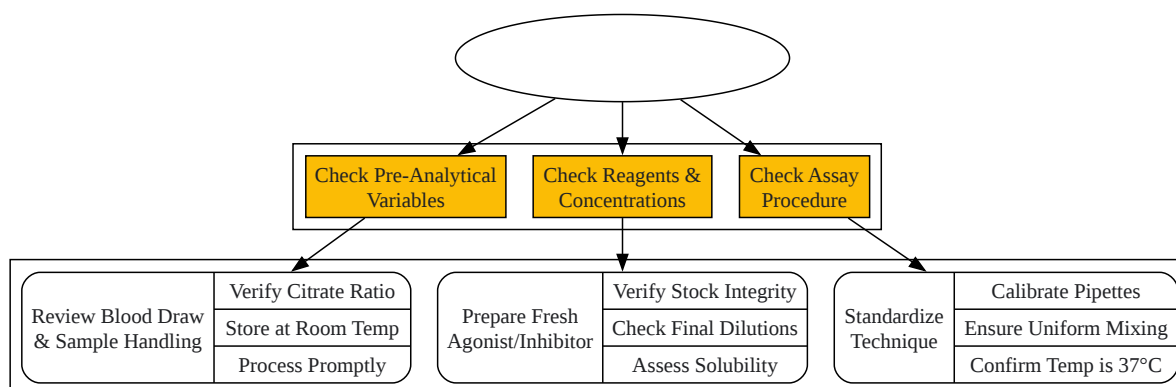 Check Pre-Analytical
Variables
Check Reagents &
Concentrations
Check Assay
Procedure
Review Blood Draw
& Sample Handling
Verify Citrate Ratio
Store at Room Temp
Process Promptly
Prepare Fresh
Agonist/Inhibitor
Verify Stock Integrity
Check Final Dilutions
Assess Solubility
Standardize
Technique
Calibrate Pipettes
Ensure Uniform Mixing
Confirm Temp is 37°C